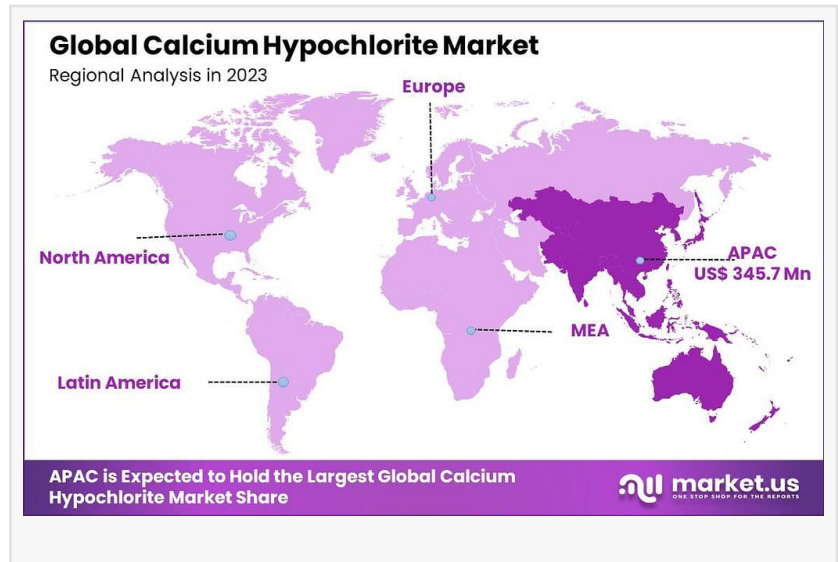 Global Calcium Hypochlorite Market
Regional Analysis in 2023
Europe
North America
APAC
US$ 345.7 Mn
MEA
Latin America
APAC is Expected to Hold the Largest Global Calcium
Hypochlorite Market Share
market.us
ONE STOP SHOP FOR THE REPORTS